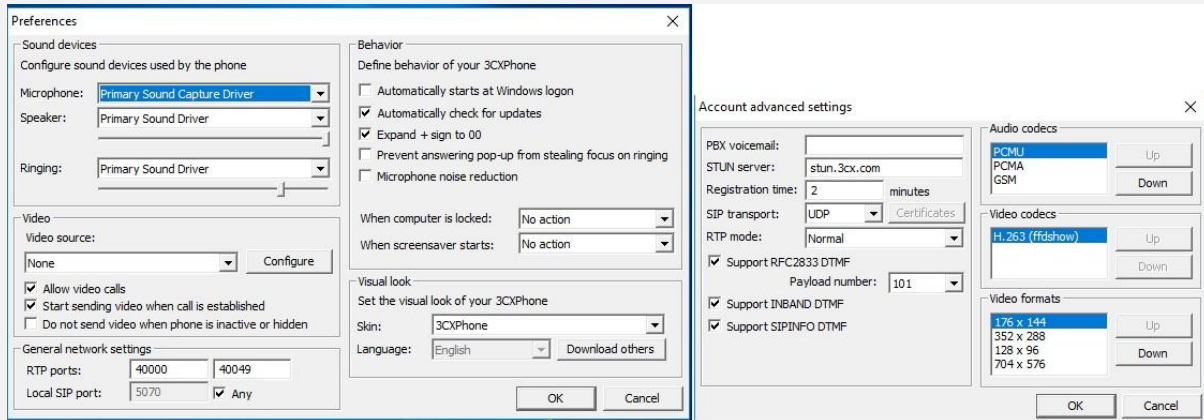 Preferences
Sound devices
Configure sound devices used by the phone
Microphone: Primary Sound Capture Driver
Speaker: Primary Sound Driver
Ringing: Primary Sound Driver
Video
Video source:
None Configure
Allow video calls
Start sending video when call is established
Do not send video when phone is inactive or hidden
General network settings
RTP ports: 40000 40049
Local SIP port: 5070 Any
Behavior
Define behavior of your 3CXPhone
Automatically starts at Windows logon
Automatically check for updates
Expand + sign to 00
Prevent answering pop-up from stealing focus on ringing
Microphone noise reduction
When computer is locked: No action
When screensaver starts: No action
Visual look
Set the visual look of your 3CXPhone
Skin: 3CXPhone
Language: English Download others
OK Cancel
Account advanced settings
PBX voicemail:
STUN server: stun.3cx.com
Registration time: 2 minutes
SIP transport: UDP Certificates
RTP mode: Normal
Support RFC2833 DTMF
Payload number: 101
Support INBAND DTMF
Support SIPINFO DTMF
Audio codecs
PCMU Up
PCMA
GSM Down
Video codecs
H.263 (ffdshow) Up
Down
Video formats
176 x 144 Up
352 x 288
128 x 96 Down
704 x 576
OK Cancel